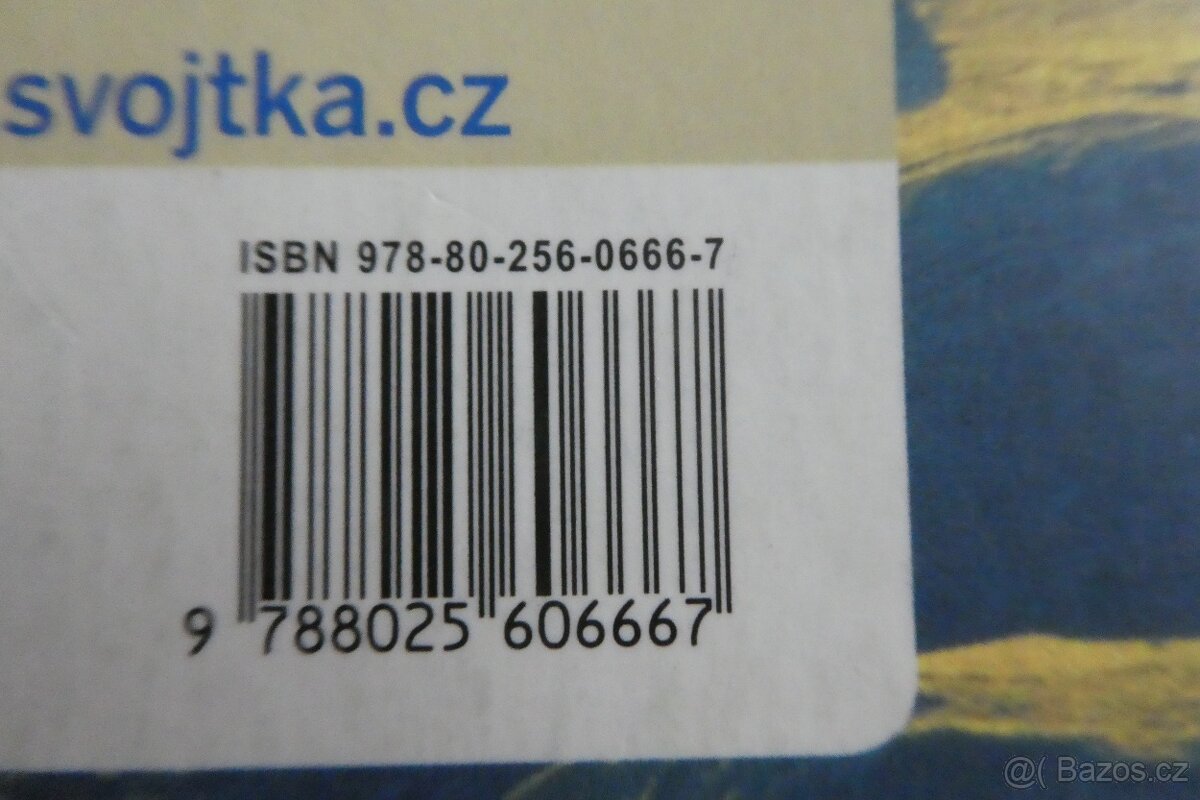 svojtka.cz
ISBN 978-80-256-0666-7
9 788025 606667
@( Bazos.cz